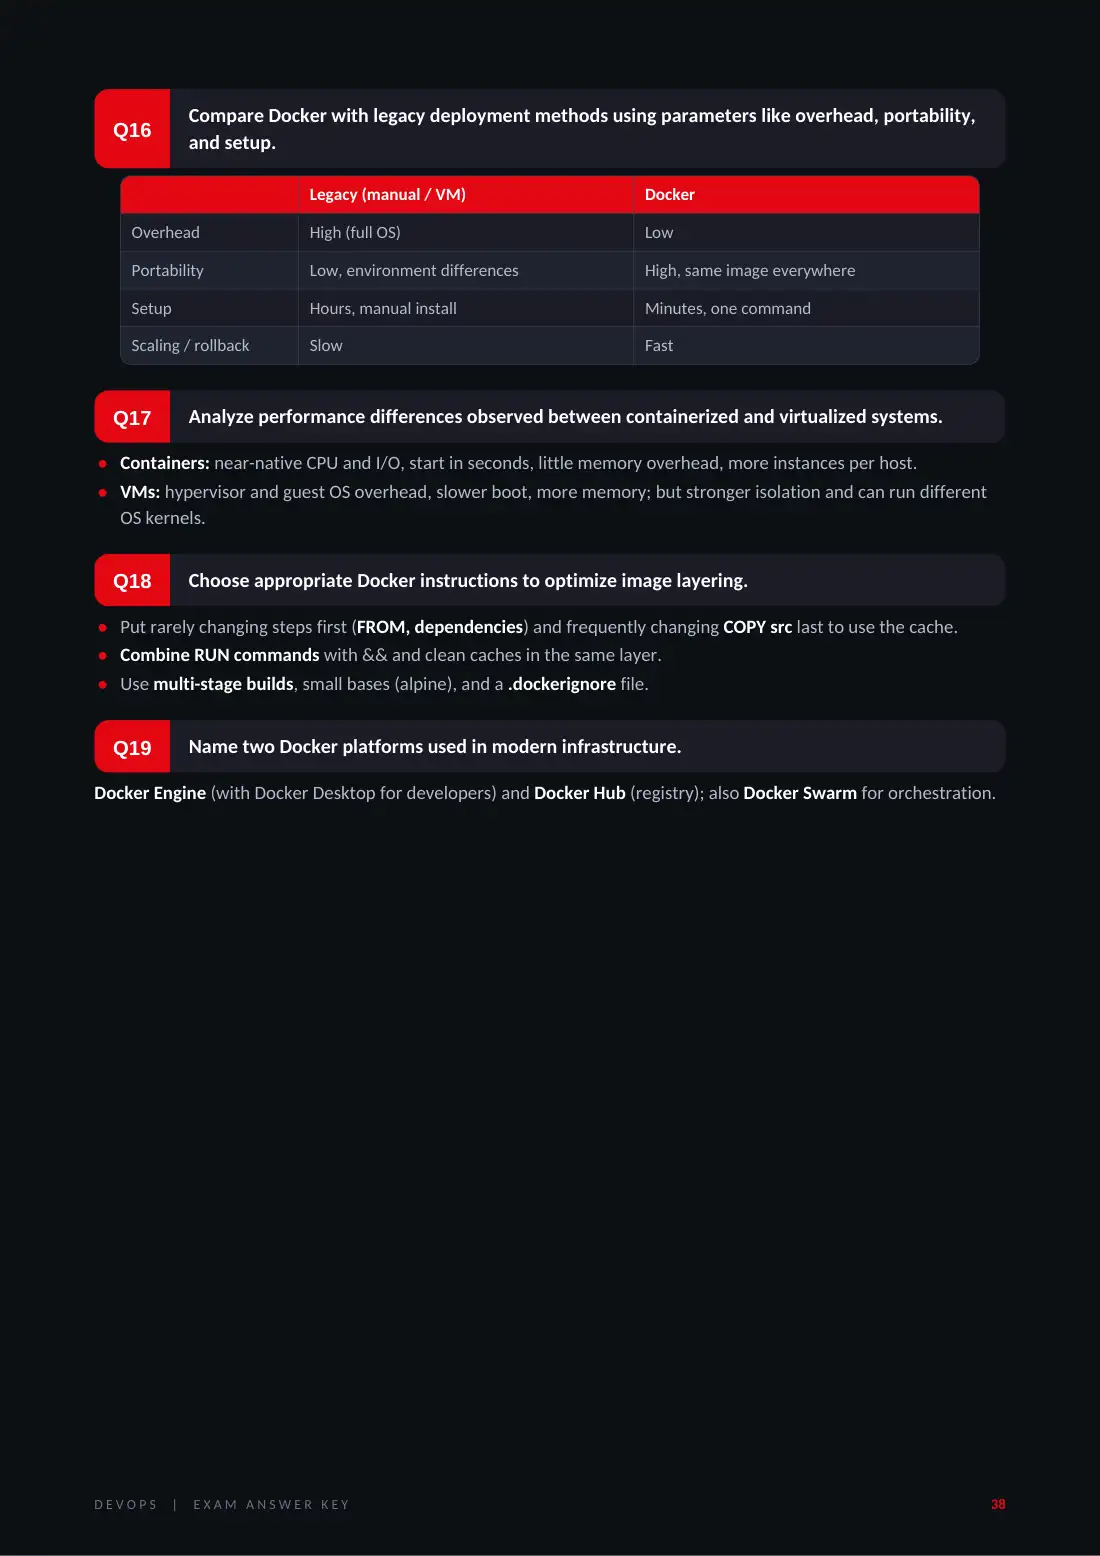 Q16
Compare Docker with legacy deployment methods using parameters like overhead, portability,
and setup.
Legacy (manual / VM) Docker
Overhead High (full OS) Low
Portability Low, environment differences High, same image everywhere
Setup Hours, manual install Minutes, one command
Scaling / rollback Slow Fast
Q17 Analyze performance differences observed between containerized and virtualized systems.
• Containers: near-native CPU and I/O, start in seconds, little memory overhead, more instances per host.
• VMs: hypervisor and guest OS overhead, slower boot, more memory; but stronger isolation and can run different
OS kernels.
Q18 Choose appropriate Docker instructions to optimize image layering.
• Put rarely changing steps first (FROM, dependencies) and frequently changing COPY src last to use the cache.
• Combine RUN commands with && and clean caches in the same layer.
• Use multi-stage builds, small bases (alpine), and a .dockerignore file.
Q19 Name two Docker platforms used in modern infrastructure.
Docker Engine (with Docker Desktop for developers) and Docker Hub (registry); also Docker Swarm for orchestration.
DEVOPS | EXAM ANSWER KEY 38